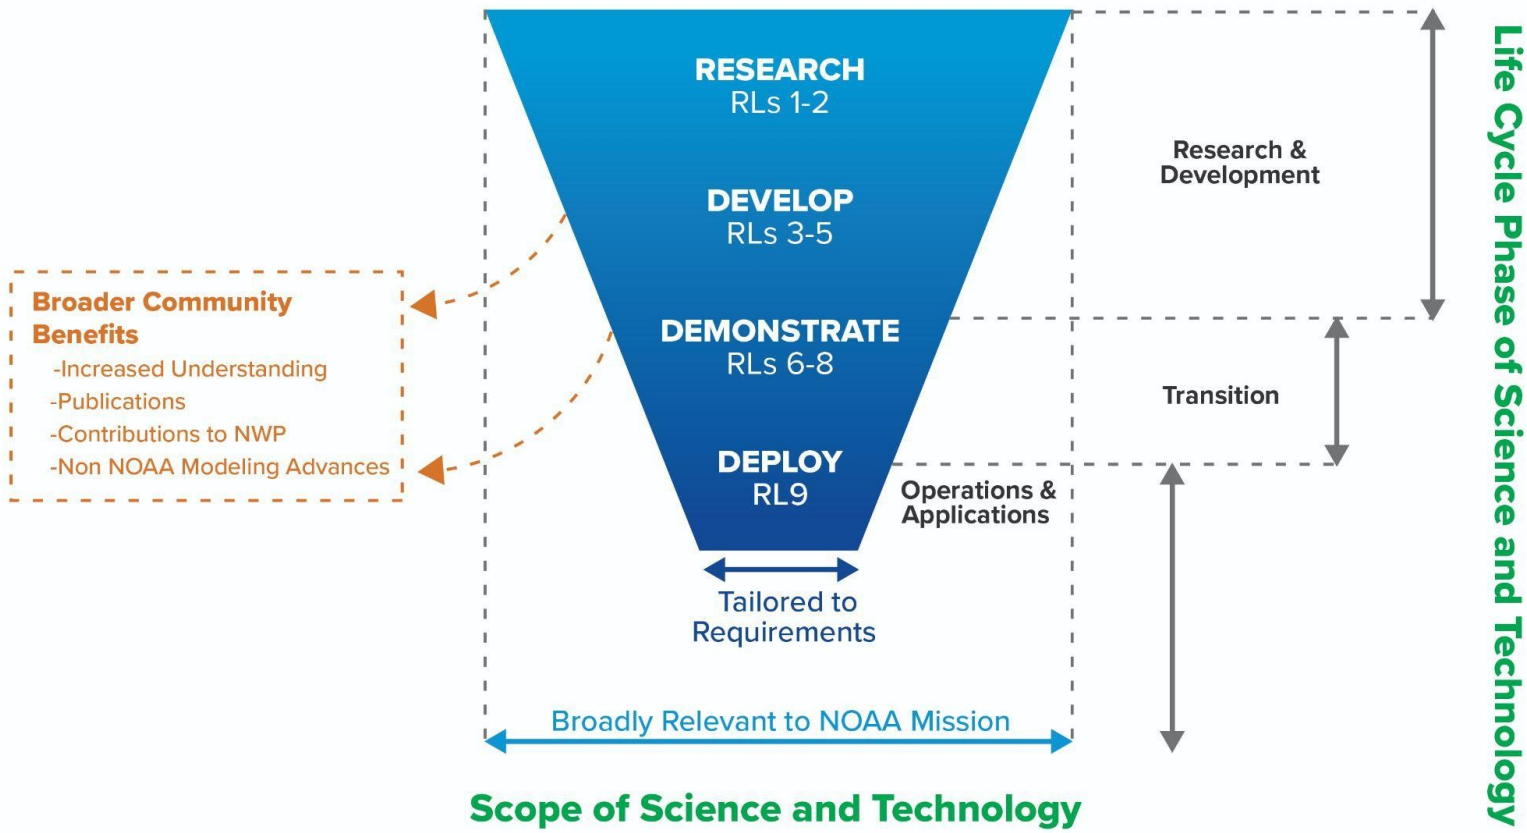 RESEARCH
RLs 1-2
DEVELOP
RLs 3-5
DEMONSTRATE
RLs 6-8
DEPLOY
RL9
Tailored to
Requirements
Broadly Relevant to NOAA Mission
Scope of Science and Technology
Broader Community
Benefits
-Increased Understanding
-Publications
-Contributions to NWP
-Non NOAA Modeling Advances
Research &
Development
Transition
Operations &
Applications
Life Cycle Phase of Science and Technology